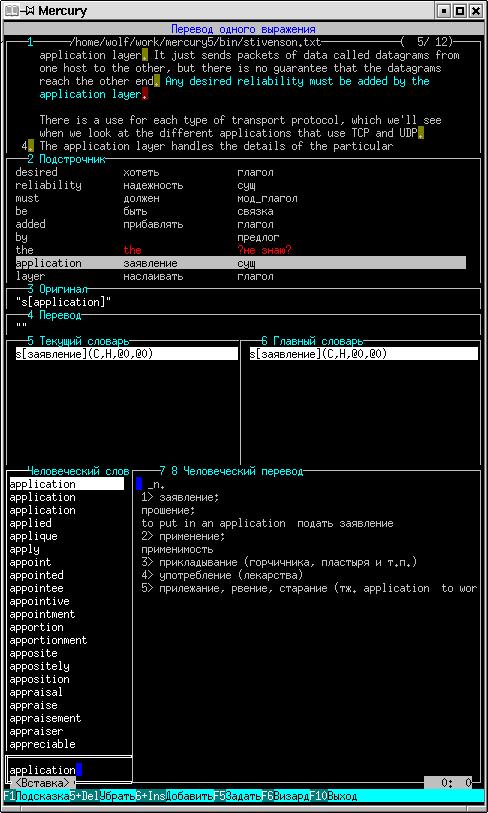 Mercury
Перевод одного выражения
1 /home/wolf/work/mercury5/bin/stivenson.txt ( 5/ 12)
application layer. It just sends packets of data called datagrams from
one host to the other, but there is no guarantee that the datagrams
reach the other end. Any desired reliability must be added by the
application layer.
There is a use for each type of transport protocol, which we'll see
when we look at the different applications that use TCP and UDP.
4. The application layer handles the details of the particular
2 Подстрочник
desired хотеть глагол
reliability надежность сущ
must должен мод_глагол
be быть связка
added прибавлять глагол
by предлог
the the ?не знаю?
application заявление сущ
layer наслаивать глагол
3 Оригинал
"s[application]"
4 Перевод
""
5 Текущий словарь 6 Главный словарь
s[заявление](С,Н,@0,@0) s[заявление](С,Н,@0,@0)
Человеческий слов 7 8 Человеческий перевод
application _n.
application 1> заявление;
application прошение;
applied to put in an application подать заявление
applique 2> применение;
apply применимость
appoint 3> прикладывание (горчичника, пластыря и т.п.)
appointed 4> употребление (лекарства)
appointee 5> прилежание, рвение, старание (тж. application to wor
appointive
appointment
apportion
apportionment
apposite
appositely
apposition
appraisal
appraise
appraisement
appraiser
appreciable
application
<Вставка> 0: 0
F1Подсказка5+DelУбрать6+InsДобавитьF5ЗадатьF6ВизардF10Выход